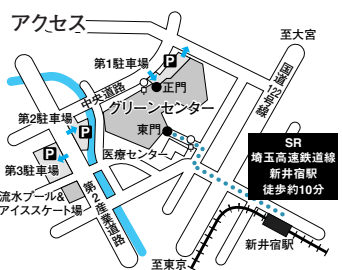 アクセス
至大宮
第1駐車場
P
正門
国道122号線
中央道路
グリーンセンター
第2駐車場
P
東門
SR
埼玉高速鉄道線
新井宿駅
徒歩約10分
医療センター
P
第3駐車場
流水プール&
アイススケート場
第2産業道路
新井宿駅
至東京